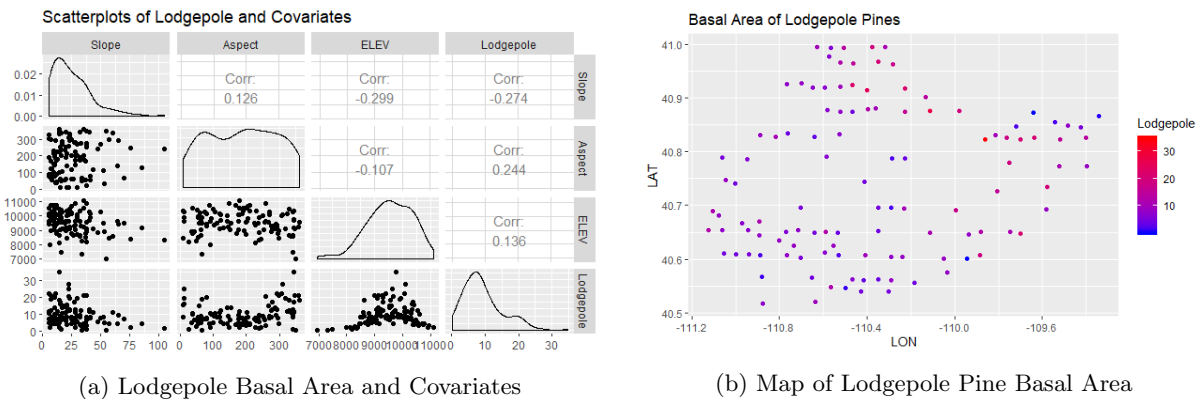 Scatterplots of Lodgepole and Covariates
Slope
Aspect
ELEV
Lodgepole
0.02
0.01
0.00
Corr:
0.126
Corr:
-0.299
Corr:
-0.274
Slope
300
200
100
0
Corr:
-0.107
Corr:
0.244
Aspect
11000
10000
9000
8000
7000
Corr:
0.136
ELEV
30
20
10
0
Lodgepole
0 25 50 75 100
0 100 200 300
7000 8000 9000 10000 11000
0 10 20 30
(a) Lodgepole Basal Area and Covariates
Basal Area of Lodgepole Pines
41.0
40.9
40.8
40.7
40.6
40.5
LAT
-111.2 -110.8 -110.4 -110.0 -109.6
LON
Lodgepole
30
20
10
(b) Map of Lodgepole Pine Basal Area